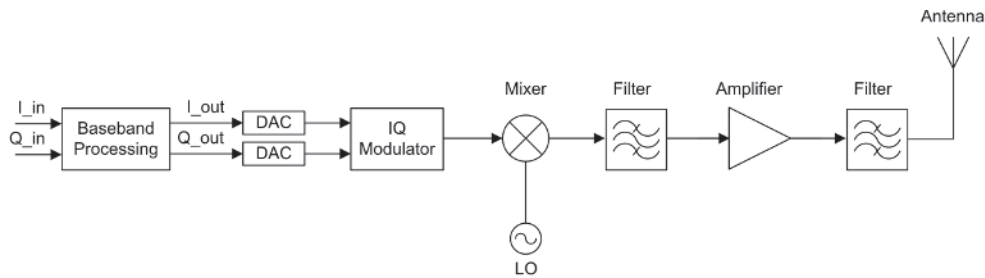 Antenna
Mixer
Filter
Amplifier
Filter
I_in
Q_in
Baseband
Processing
I_out
Q_out
DAC
DAC
IQ
Modulator
LO